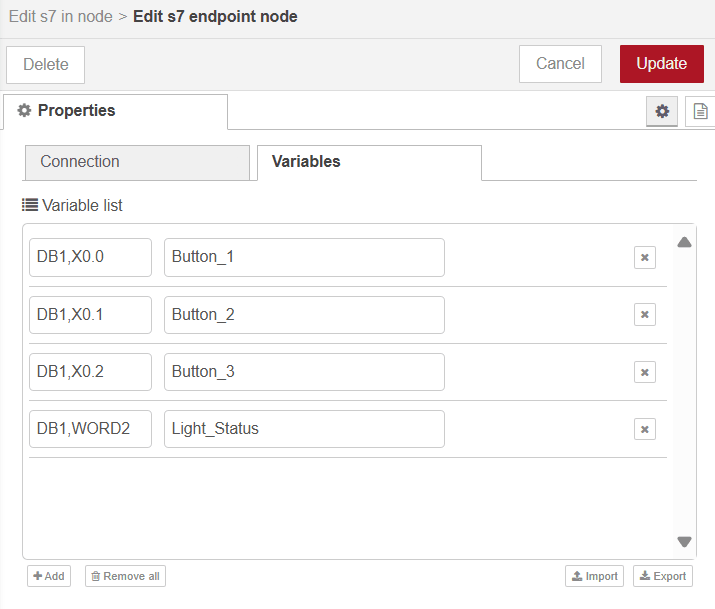 Edit s7 in node > Edit s7 endpoint node
Delete
Cancel
Update
Properties
Connection
Variables
Variable list
DB1,X0.0 Button_1
DB1,X0.1 Button_2
DB1,X0.2 Button_3
DB1,WORD2 Light_Status
+ Add
Remove all
Import
Export